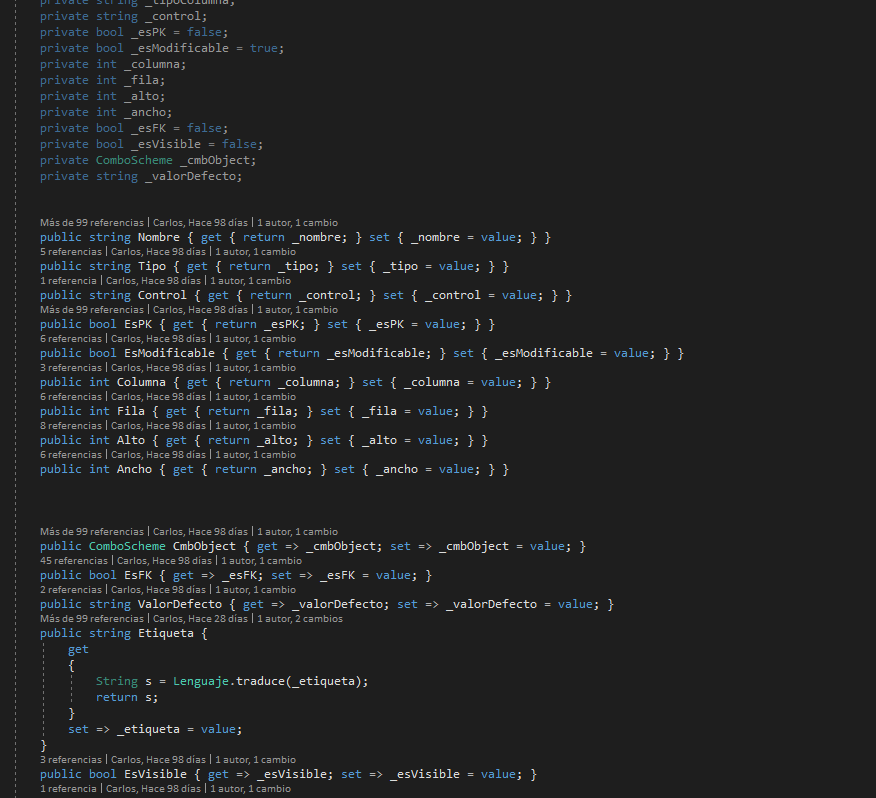 private string _tipoColumna;
private string _control;
private bool _esPK = false;
private bool _esModificable = true;
private int _columna;
private int _fila;
private int _alto;
private int _ancho;
private bool _esFK = false;
private bool _esVisible = false;
private ComboScheme _cmbObject;
private string _valorDefecto;
Más de 99 referencias | Carlos, Hace 98 días | 1 autor, 1 cambio
public string Nombre { get { return _nombre; } set { _nombre = value; } }
5 referencias | Carlos, Hace 98 días | 1 autor, 1 cambio
public string Tipo { get { return _tipo; } set { _tipo = value; } }
1 referencia | Carlos, Hace 98 días | 1 autor, 1 cambio
public string Control { get { return _control; } set { _control = value; } }
Más de 99 referencias | Carlos, Hace 98 días | 1 autor, 1 cambio
public bool EsPK { get { return _esPK; } set { _esPK = value; } }
6 referencias | Carlos, Hace 98 días | 1 autor, 1 cambio
public bool EsModificable { get { return _esModificable; } set { _esModificable = value; } }
3 referencias | Carlos, Hace 98 días | 1 autor, 1 cambio
public int Columna { get { return _columna; } set { _columna = value; } }
6 referencias | Carlos, Hace 98 días | 1 autor, 1 cambio
public int Fila { get { return _fila; } set { _fila = value; } }
8 referencias | Carlos, Hace 98 días | 1 autor, 1 cambio
public int Alto { get { return _alto; } set { _alto = value; } }
6 referencias | Carlos, Hace 98 días | 1 autor, 1 cambio
public int Ancho { get { return _ancho; } set { _ancho = value; } }
Más de 99 referencias | Carlos, Hace 98 días | 1 autor, 1 cambio
public ComboScheme CmbObject { get => _cmbObject; set => _cmbObject = value; }
45 referencias | Carlos, Hace 98 días | 1 autor, 1 cambio
public bool EsFK { get => _esFK; set => _esFK = value; }
2 referencias | Carlos, Hace 98 días | 1 autor, 1 cambio
public string ValorDefecto { get => _valorDefecto; set => _valorDefecto = value; }
Más de 99 referencias | Carlos, Hace 28 días | 1 autor, 2 cambios
public string Etiqueta {
get
{
String s = Lenguaje.traduce(_etiqueta);
return s;
}
set => _etiqueta = value;
}
3 referencias | Carlos, Hace 98 días | 1 autor, 1 cambio
public bool EsVisible { get => _esVisible; set => _esVisible = value; }
1 referencia | Carlos, Hace 98 días | 1 autor, 1 cambio